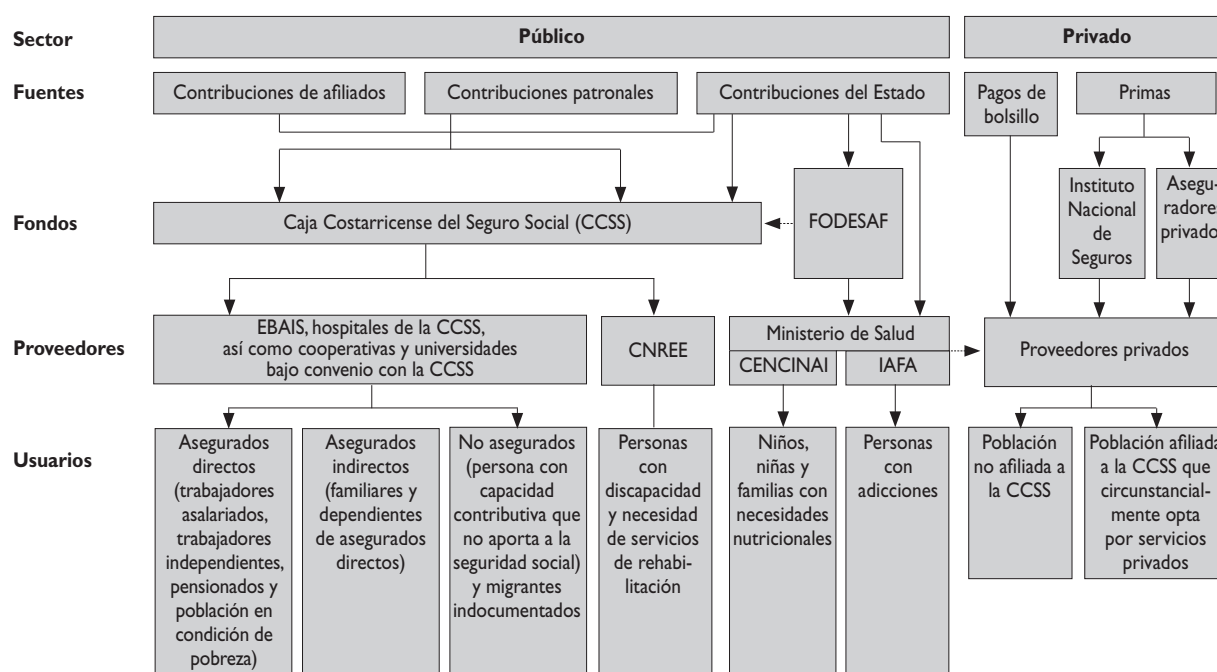 Sector
Público
Privado
Fuentes
Contribuciones de afiliados
Contribuciones patronales
Contribuciones del Estado
Pagos de
bolsillo
Primas
Fondos
Caja Costarricense del Seguro Social (CCSS)
FODESAF
Instituto
Nacional
de
Seguros
Asegu-
radores
privado
Proveedores
EBAIS, hospitales de la CCSS,
así como cooperativas y universidades
bajo convenio con la CCSS
CNREE
Ministerio de Salud
CENCINAI
IAFA
Proveedores privados
Usuarios
Asegurados
directos
(trabajadores
asalariados,
trabajadores
independientes,
pensionados y
población en
condición de
pobreza)
Asegurados
indirectos
(familiares y
dependientes
de asegurados
directos)
No asegurados
(persona con
capacidad
contributiva que
no aporta a la
seguridad social)
y migrantes
indocumentados
Personas
con
discapacidad
y necesidad
de servicios
de rehabi-
litación
Niños,
niñas y
familias con
necesidades
nutricionales
Personas
con
adicciones
Población
no afiliada a
la CCSS
Población afiliada
a la CCSS que
circunstancial-
mente opta
por servicios
privados